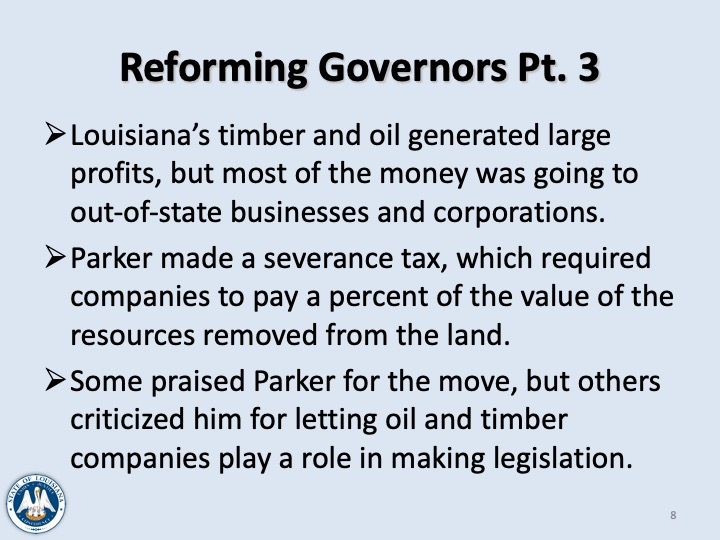 Reforming Governors Pt. 3
➢Louisiana’s timber and oil generated large
profits, but most of the money was going to
out-of-state businesses and corporations.
➢Parker made a severance tax, which required
companies to pay a percent of the value of the
resources removed from the land.
➢Some praised Parker for the move, but others
criticized him for letting oil and timber
companies play a role in making legislation.
STATE OF LOUISIANA
8